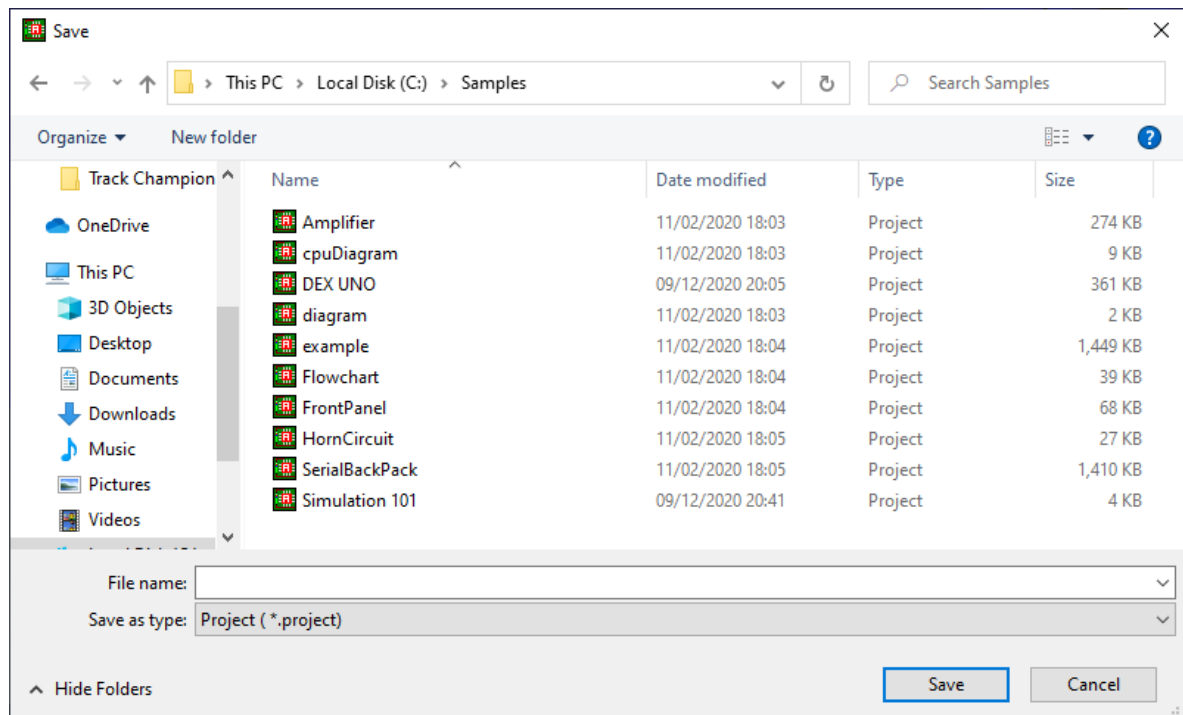 Save
This PC > Local Disk (C:) > Samples
Search Samples
Organize
New folder
Track Champion
OneDrive
This PC
3D Objects
Desktop
Documents
Downloads
Music
Pictures
Videos
Name Date modified Type Size
Amplifier 11/02/2020 18:03 Project 274 KB
cpuDiagram 11/02/2020 18:03 Project 9 KB
DEX UNO 09/12/2020 20:05 Project 361 KB
diagram 11/02/2020 18:03 Project 2 KB
example 11/02/2020 18:04 Project 1,449 KB
Flowchart 11/02/2020 18:04 Project 39 KB
FrontPanel 11/02/2020 18:04 Project 68 KB
HornCircuit 11/02/2020 18:05 Project 27 KB
SerialBackPack 11/02/2020 18:05 Project 1,410 KB
Simulation 101 09/12/2020 20:41 Project 4 KB
File name:
Save as type: Project ( *.project)
Hide Folders
Save
Cancel